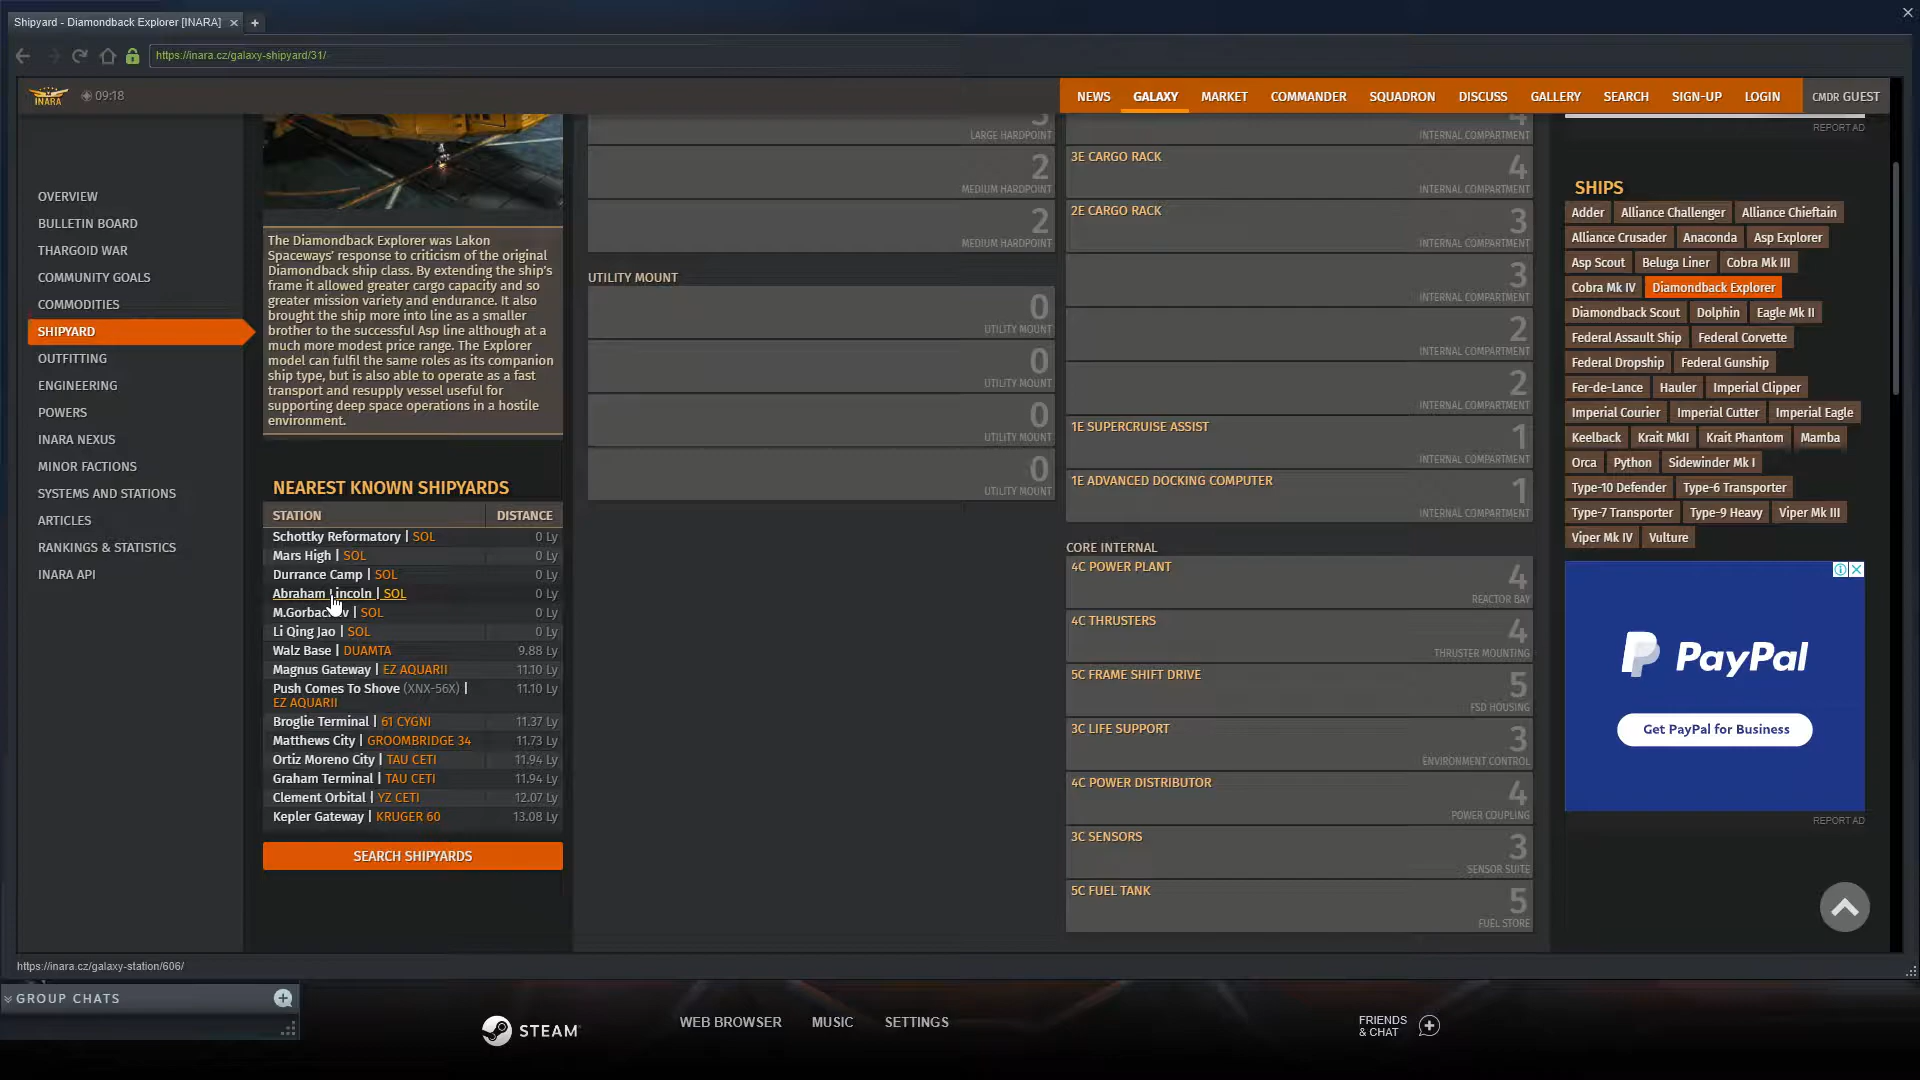 Shipyard - Diamondback Explorer [INARA]
https://inara.cz/galaxy-shipyard/31/
INARA
09:18
NEWS
GALAXY
MARKET
COMMANDER
SQUADRON
DISCUSS
GALLERY
SEARCH
SIGN-UP
LOGIN
CMDR GUEST
OVERVIEW
BULLETIN BOARD
THARGOID WAR
COMMUNITY GOALS
COMMODITIES
SHIPYARD
OUTFITTING
ENGINEERING
POWERS
INARA NEXUS
MINOR FACTIONS
SYSTEMS AND STATIONS
ARTICLES
RANKINGS & STATISTICS
INARA API
The Diamondback Explorer was Lakon
Spaceways' response to criticism of the original
Diamondback ship class. By extending the ship's
frame it allowed greater cargo capacity and so
greater mission variety and endurance. It also
brought the ship more into line as a smaller
brother to the successful Asp line although at a
much more modest price range. The Explorer
model can fulfil the same roles as its companion
ship type, but is also able to operate as a fast
transport and resupply vessel useful for
supporting deep space operations in a hostile
environment.
NEAREST KNOWN SHIPYARDS
STATION DISTANCE
Schottky Reformatory | SOL 0 Ly
Mars High | SOL 0 Ly
Durrance Camp | SOL 0 Ly
Abraham Lincoln | SOL 0 Ly
| SOL 0 Ly
Li Qing Jao | SOL 0 Ly
Walz Base | DUAMTA 9.88 Ly
Magnus Gateway | EZ AQUARII 11.10 Ly
Push Comes To Shove (XNX-56X) | 11.10 Ly
EZ AQUARII
Broglie Terminal | 61 CYGNI 11.37 Ly
Matthews City | GROOMBRIDGE 34 11.73 Ly
Ortiz Moreno City | TAU CETI 11.94 Ly
Graham Terminal | TAU CETI 11.94 Ly
Clement Orbital | YZ CETI 12.07 Ly
Kepler Gateway | KRUGER 60 13.08 Ly
SEARCH SHIPYARDS
LARGE HARDPOINT
2
MEDIUM HARDPOINT
2
MEDIUM HARDPOINT
UTILITY MOUNT
0
UTILITY MOUNT
0
UTILITY MOUNT
0
UTILITY MOUNT
0
UTILITY MOUNT
4
INTERNAL COMPARTMENT
3E CARGO RACK
4
INTERNAL COMPARTMENT
2E CARGO RACK
3
INTERNAL COMPARTMENT
3
INTERNAL COMPARTMENT
2
INTERNAL COMPARTMENT
2
INTERNAL COMPARTMENT
1E SUPERCRUISE ASSIST
1
INTERNAL COMPARTMENT
1E ADVANCED DOCKING COMPUTER
1
INTERNAL COMPARTMENT
CORE INTERNAL
4C POWER PLANT
4
REACTOR BAY
4C THRUSTERS
4
THRUSTER MOUNTING
5C FRAME SHIFT DRIVE
5
FSD HOUSING
3C LIFE SUPPORT
3
ENVIRONMENT CONTROL
4C POWER DISTRIBUTOR
4
POWER COUPLING
3C SENSORS
3
SENSOR SUITE
5C FUEL TANK
5
FUEL STORE
REPORT AD
SHIPS
Adder Alliance Challenger Alliance Chieftain
Alliance Crusader Anaconda Asp Explorer
Asp Scout Beluga Liner Cobra Mk III
Cobra Mk IV Diamondback Explorer
Diamondback Scout Dolphin Eagle Mk II
Federal Assault Ship Federal Corvette
Federal Dropship Federal Gunship
Fer-de-Lance Hauler Imperial Clipper
Imperial Courier Imperial Cutter Imperial Eagle
Keelback Krait MkII Krait Phantom Mamba
Orca Python Sidewinder Mk I
Type-10 Defender Type-6 Transporter
Type-7 Transporter Type-9 Heavy Viper Mk III
Viper Mk IV Vulture
PayPal
Get PayPal for Business
REPORT AD
https://inara.cz/galaxy-station/606/
GROUP CHATS
STEAM
WEB BROWSER
MUSIC
SETTINGS
FRIENDS
& CHAT